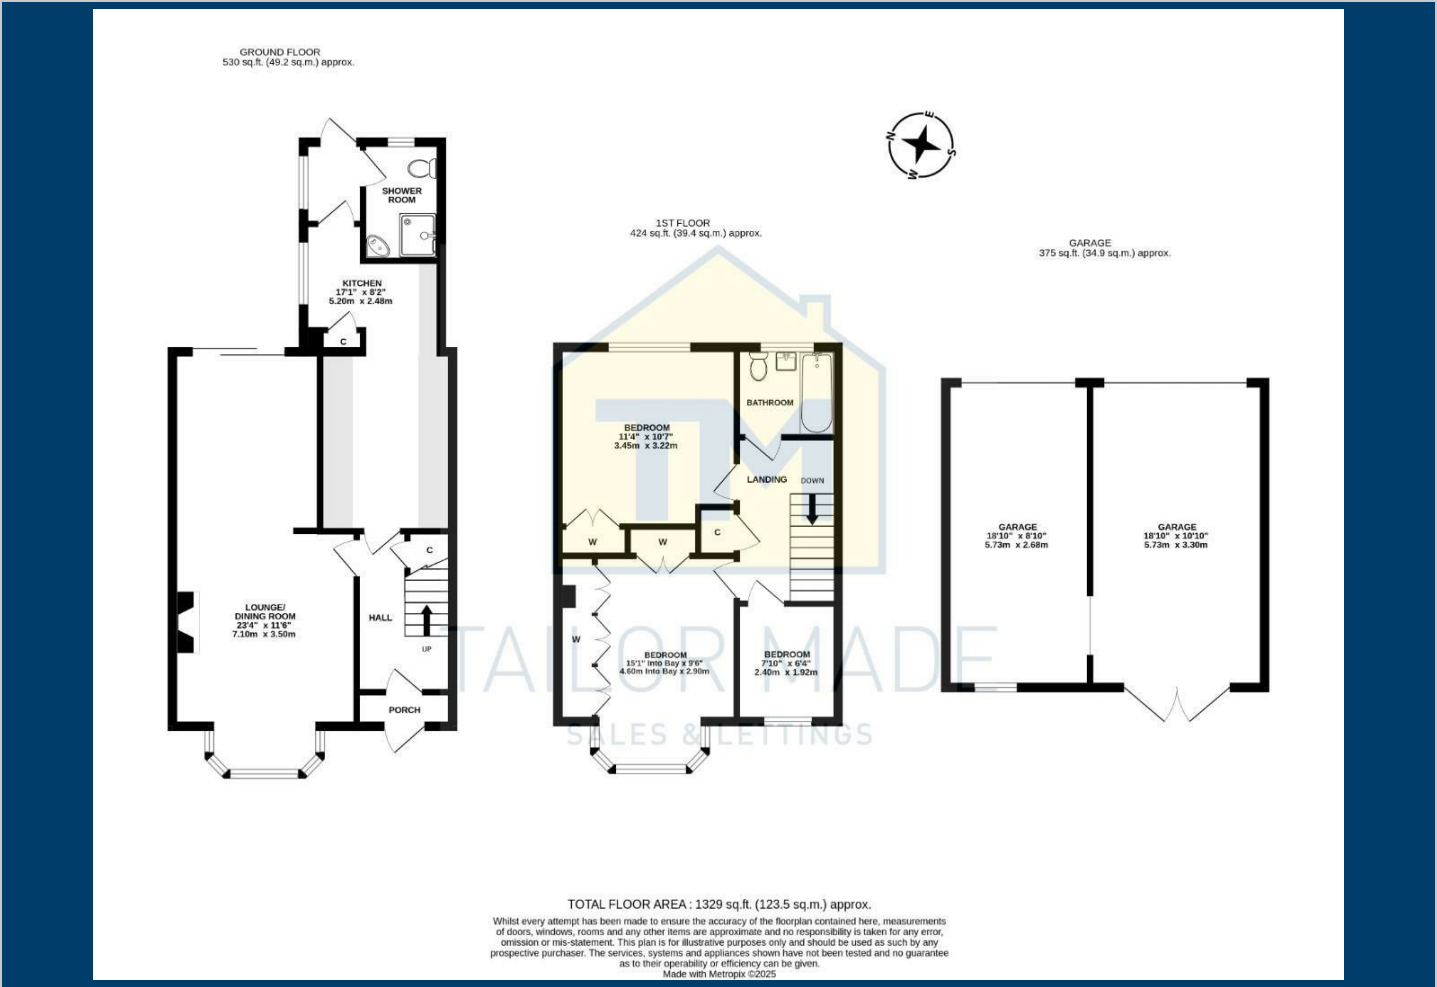 GROUND FLOOR
530 sq.ft. (49.2 sq.m.) approx.
SHOWER
ROOM
KITCHEN
17'1" x 8'2"
5.20m x 2.48m
C
C
LOUNGE/
DINING ROOM
23'4" x 11'6"
7.10m x 3.50m
HALL
UP
PORCH
1ST FLOOR
424 sq.ft. (39.4 sq.m.) approx.
BATHROOM
BEDROOM
11'4" x 10'7"
3.45m x 3.22m
LANDING
DOWN
W
W
C
W
BEDROOM
15'1" Into Bay x 9'6"
4.60m Into Bay x 2.90m
BEDROOM
7'10" x 6'4"
2.40m x 1.92m
N
E
S
W
GARAGE
375 sq.ft. (34.9 sq.m.) approx.
GARAGE
18'10" x 8'10"
5.73m x 2.68m
GARAGE
18'10" x 10'10"
5.73m x 3.30m
TM
TAILOR MADE
SALES & LETTINGS
TOTAL FLOOR AREA : 1329 sq.ft. (123.5 sq.m.) approx.
Whilst every attempt has been made to ensure the accuracy of the floorplan contained here, measurements
of doors, windows, rooms and any other items are approximate and no responsibility is taken for any error,
omission or mis-statement. This plan is for illustrative purposes only and should be used as such by any
prospective purchaser. The services, systems and appliances shown have not been tested and no guarantee
as to their operability or efficiency can be given.
Made with Metropix ©2025